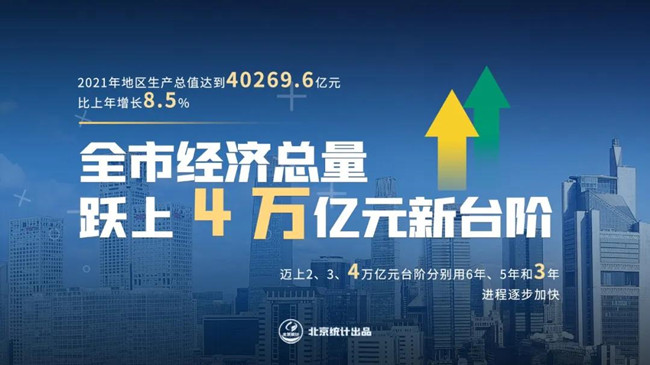 2021年地区生产总值达到40269.6亿元
比上年增长8.5%
全市经济总量
跃上4万亿元新台阶
迈上2、3、4万亿元台阶分别用6年、5年和3年
进程逐步加快
北京统计出品